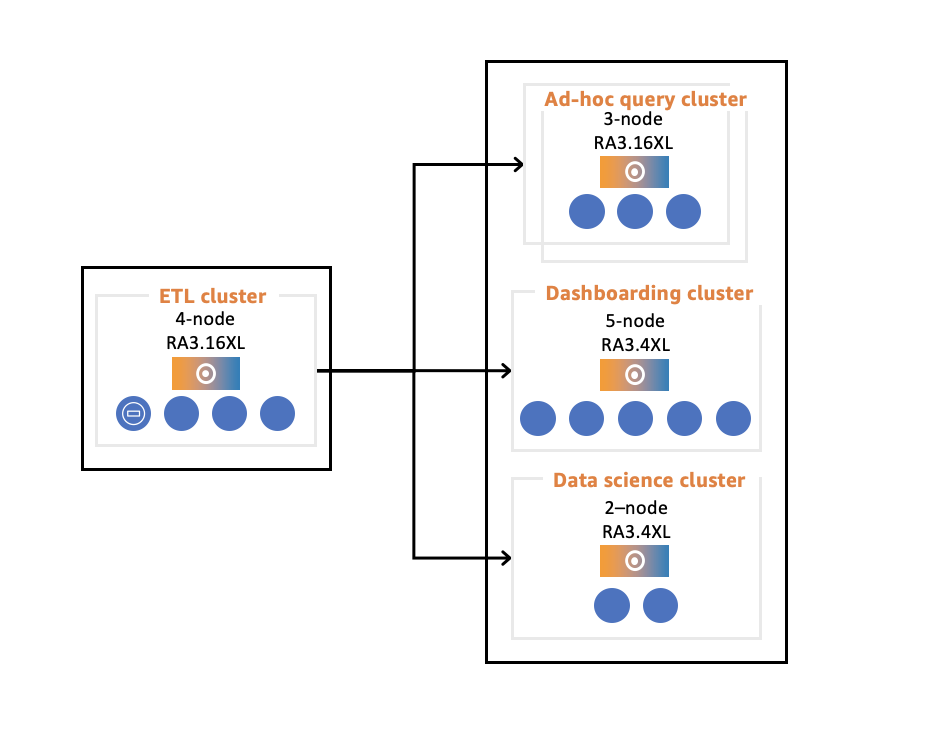 ETL cluster
4-node
RA3.16XL
Ad-hoc query cluster
3-node
RA3.16XL
Dashboarding cluster
5-node
RA3.4XL
Data science cluster
2–node
RA3.4XL